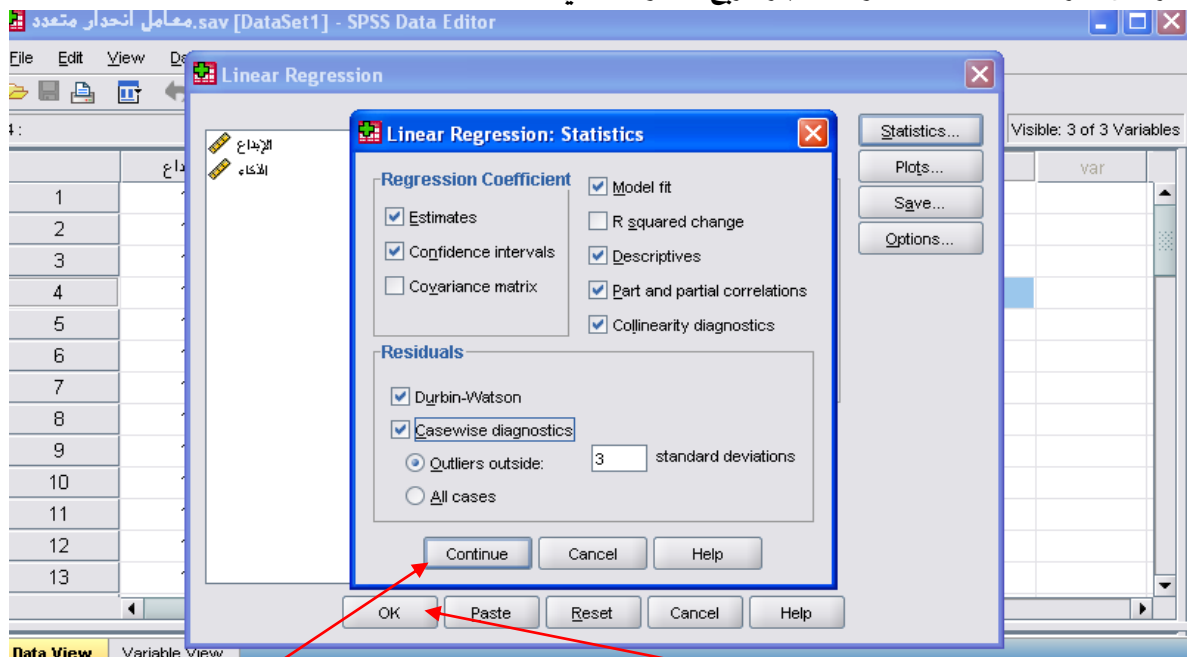 معامل انحدار متعدد.sav [DataSet1] - SPSS Data Editor
File Edit View
Linear Regression
Visible: 3 of 3 Variables
الإبداع
الذكاء
var
1
2
3
4
5
6
7
8
9
10
11
12
13
Linear Regression: Statistics
Regression Coefficient
Estimates
Confidence intervals
Covariance matrix
Model fit
R squared change
Descriptives
Part and partial correlations
Collinearity diagnostics
Residuals
Durbin-Watson
Casewise diagnostics
Outliers outside: 3 standard deviations
All cases
Continue Cancel Help
Statistics...
Plots...
Save...
Options...
OK Paste Reset Cancel Help
Data View Variable View